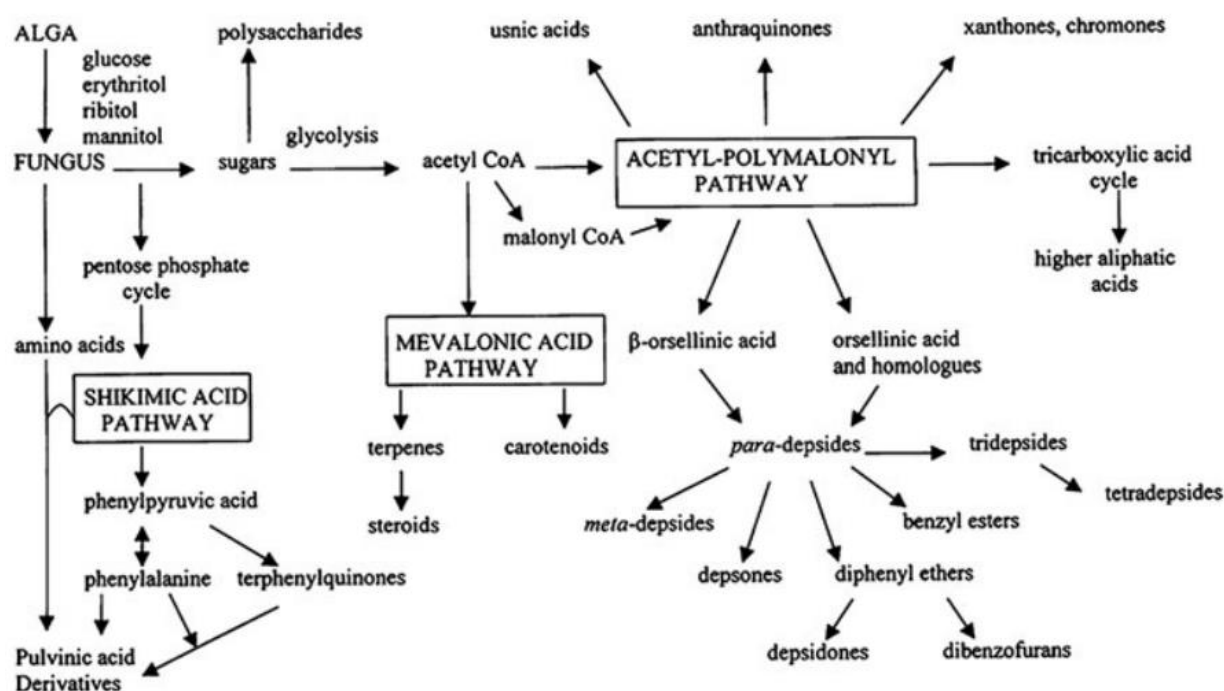 ALGA
glucose
erythritol
ribitol
mannitol
FUNGUS
polysaccharides
sugars
glycolysis
acetyl CoA
malonyl CoA
usnic acids
anthraquinones
xanthones, chromones
ACETYL-POLYMALONYL
PATHWAY
tricarboxylic acid
cycle
higher aliphatic
acids
pentose phosphate
cycle
amino acids
SHIKIMIC ACID
PATHWAY
phenylpyruvic acid
phenylalanine
terphenylquinones
Pulvinic acid
Derivatives
MEVALONIC ACID
PATHWAY
terpenes
steroids
carotenoids
β-orsellinic acid
orsellinic acid
and homologues
para-depsides
tridepsides
tetradepsides
meta-depsides
benzyl esters
depsones
diphenyl ethers
depsidones
dibenzofurans